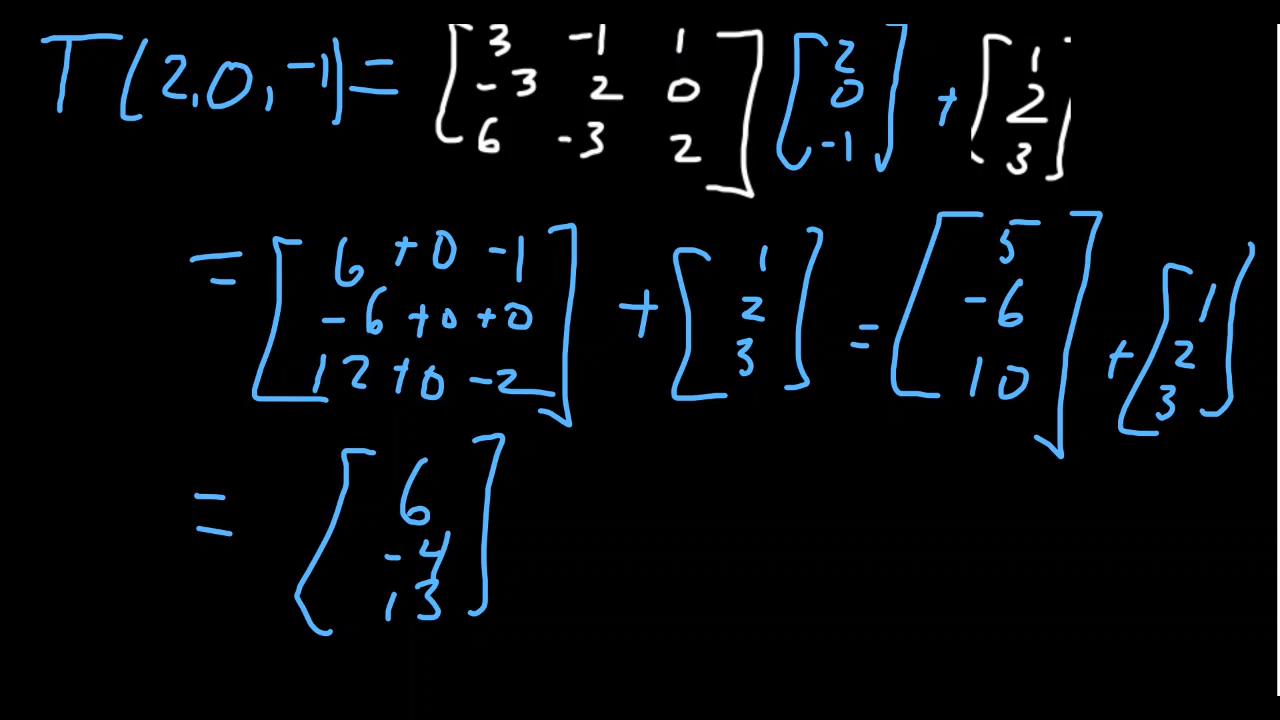 T(2,0,-1) = [3 -1 1; -3 2 0; 6 -3 2] [2; 0; -1] + [1; 2; 3]
= [6 +0 -1; -6 +0 +0; 12 +0 -2] + [1; 2; 3] = [5; -6; 10] + [1; 2; 3]
= [6; -4; 13]